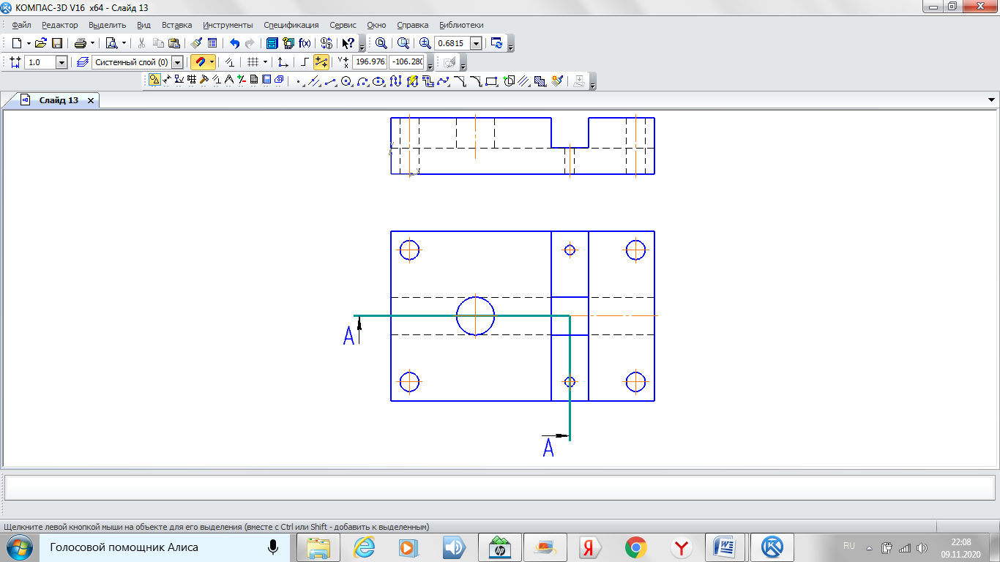 КОМПАС-3D V16 x64 - Слайд 13
Файл Редактор Выделить Вид Вставка Инструменты Спецификация Сервис Окно Справка Библиотеки
f(x) 0.6815
1.0 Системный слой (0) 196.976 -106.280
Слайд 13
А
А
Щелкните левой кнопкой мыши на объекте для его выделения (вместе с Ctrl или Shift - добавить к выделенным)
Голосовой помощник Алиса
RU
22:08
09.11.2020